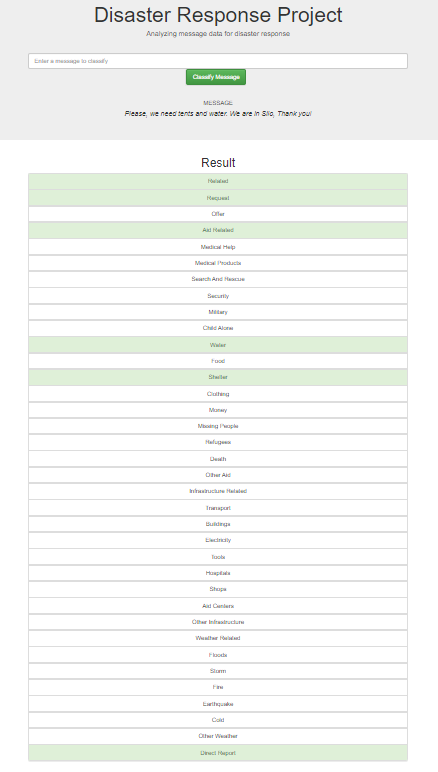 Disaster Response Project
Analyzing message data for disaster response
Enter a message to classify
Classify Message
MESSAGE
Please, we need tents and water. We are in Silo, Thank you!
Result
Related
Request
Offer
Aid Related
Medical Help
Medical Products
Search And Rescue
Security
Military
Child Alone
Water
Food
Shelter
Clothing
Money
Missing People
Refugees
Death
Other Aid
Infrastructure Related
Transport
Buildings
Electricity
Tools
Hospitals
Shops
Aid Centers
Other Infrastructure
Weather Related
Floods
Storm
Fire
Earthquake
Cold
Other Weather
Direct Report